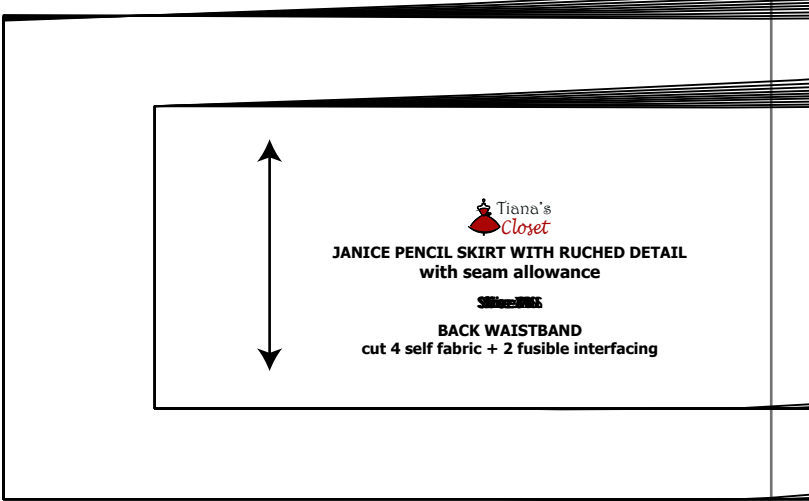 Tiana's
Closet
JANICE PENCIL SKIRT WITH RUCHED DETAIL
with seam allowance
BACK WAISTBAND
cut 4 self fabric + 2 fusible interfacing